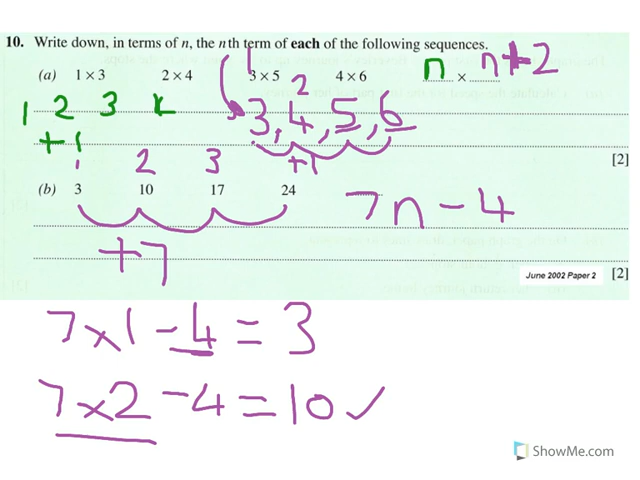 10. Write down, in terms of n, the nth term of each of the following sequences.
(a) 1 × 3 2 × 4 3 × 5 4 × 6 n × n+2
1 2 3 3, 4, 5, 6
+1 +1 [2]
1 2 3
(b) 3 10 17 24 7n - 4
+7
June 2002 Paper 2 [2]
7×1 - 4 = 3
7×2 - 4 = 10 ✓
ShowMe.com